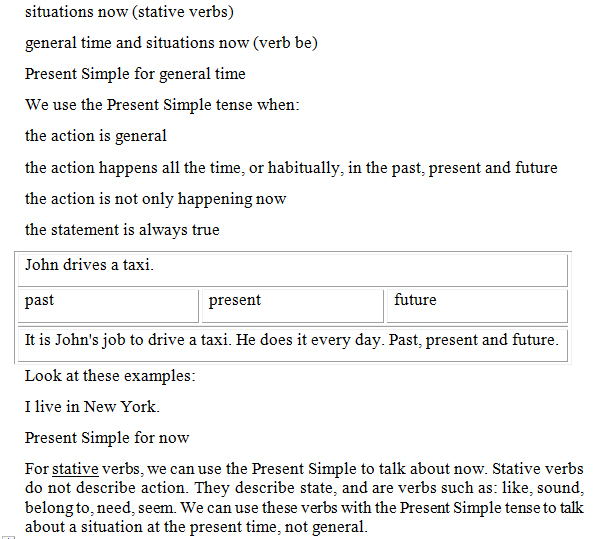 situations now (stative verbs)
general time and situations now (verb be)
Present Simple for general time
We use the Present Simple tense when:
the action is general
the action happens all the time, or habitually, in the past, present and future
the action is not only happening now
the statement is always true
John drives a taxi.
past present future
It is John's job to drive a taxi. He does it every day. Past, present and future.
Look at these examples:
I live in New York.
Present Simple for now
For stative verbs, we can use the Present Simple to talk about now. Stative verbs
do not describe action. They describe state, and are verbs such as: like, sound,
belong to, need, seem. We can use these verbs with the Present Simple tense to talk
about a situation at the present time, not general.